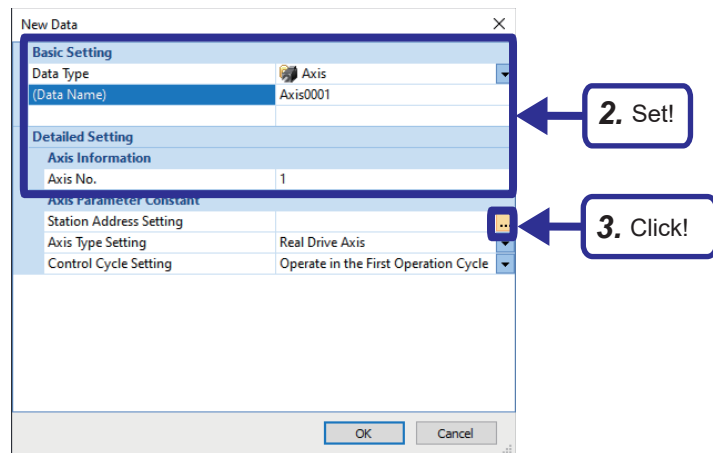 New Data
Basic Setting
Data Type Axis
(Data Name) Axis0001
2. Set!
Detailed Setting
Axis Information
Axis No. 1
Axis Parameter Constant
Station Address Setting ..
3. Click!
Axis Type Setting Real Drive Axis
Control Cycle Setting Operate in the First Operation Cycle
OK Cancel